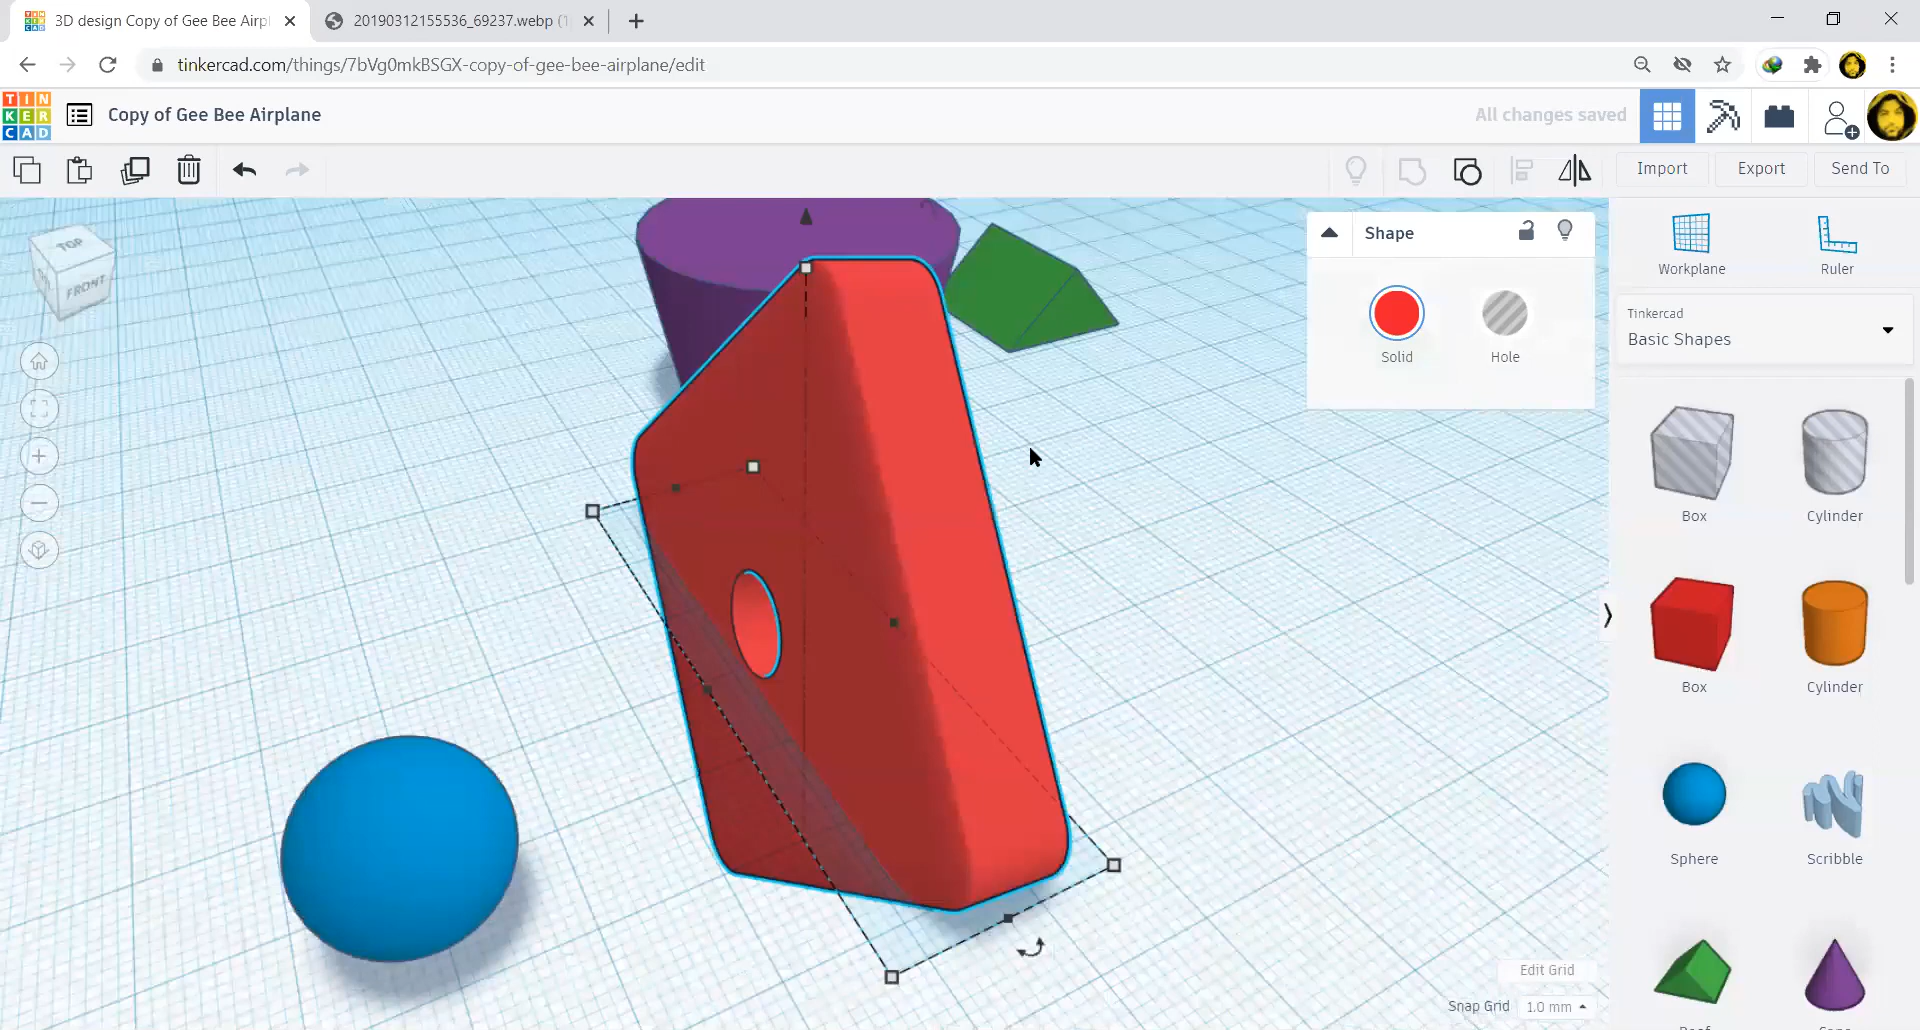 3D design Copy of Gee Bee Airpl
20190312155536_69237.webp (1
tinkercad.com/things/7bVg0mkBSGX-copy-of-gee-bee-airplane/edit
TIN
KER
CAD
Copy of Gee Bee Airplane
All changes saved
Import
Export
Send To
TOP
FRONT
Shape
Solid
Hole
Workplane
Ruler
Tinkercad
Basic Shapes
Box
Cylinder
Box
Cylinder
Sphere
Scribble
Edit Grid
Snap Grid
1.0 mm